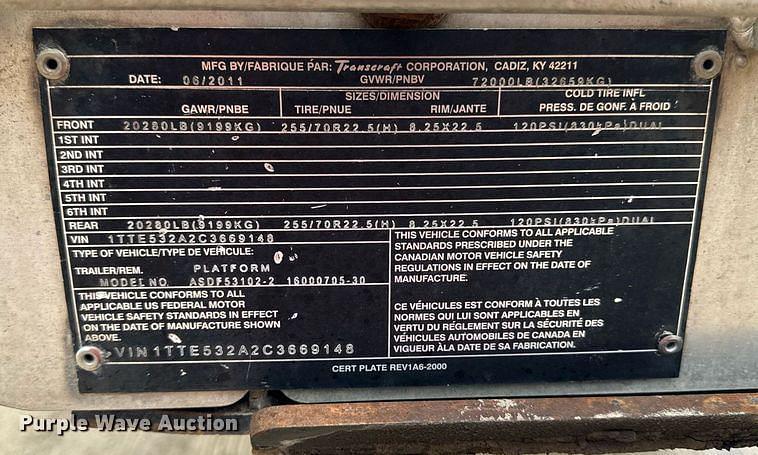 MFG BY/FABRIQUE PAR: Transcraft CORPORATION, CADIZ, KY 42211
DATE: 06/2011 GVWR/PNBV 72000LB(32659KG)
SIZES/DIMENSION COLD TIRE INFL
GAWR/PNBE TIRE/PNUE RIM/JANTE PRESS. DE GONF. A FROID
FRONT 20280LB(9199KG) 255/70R22.5(H) 8.25X22.5 120PSI(830kPa)DUAL
1ST INT
2ND INT
3RD INT
4TH INT
5TH INT
6TH INT
REAR 20280LB(9199KG) 255/70R22.5(H) 8.25X22.5 120PSI(830kPa)DUAL
VIN 1TTE532A2C3669148
TYPE OF VEHICLE/TYPE DE VEHICULE:
TRAILER/REM. PLATFORM
MODEL NO. ASDF53102-2 16000705-30
THIS VEHICLE CONFORMS TO ALL
APPLICABLE US FEDERAL MOTOR
VEHICLE SAFETY STANDARDS IN EFFECT
ON THE DATE OF MANUFACTURE SHOWN
ABOVE.
VIN1TTE532A2C3669148
THIS VEHICLE CONFORMS TO ALL APPLICABLE
STANDARDS PRESCRIBED UNDER THE
CANADIAN MOTOR VEHICLE SAFETY
REGULATIONS IN EFFECT ON THE DATE OF
MANUFACTURE.
CE VÉHICULES EST CONFORM À TOUTES LES
NORMES QUI LUI SONT APPLICABLES EN
VERTU DU RÉGLEMENT SUR LA SÉCURITÉ DES
VÉHICULES AUTOMOBILES DE CANADA EN
VIGUEUR ÀLA DATE DE SA FABRICATION.
CERT PLATE REV1A6-2000
Purple Wave Auction